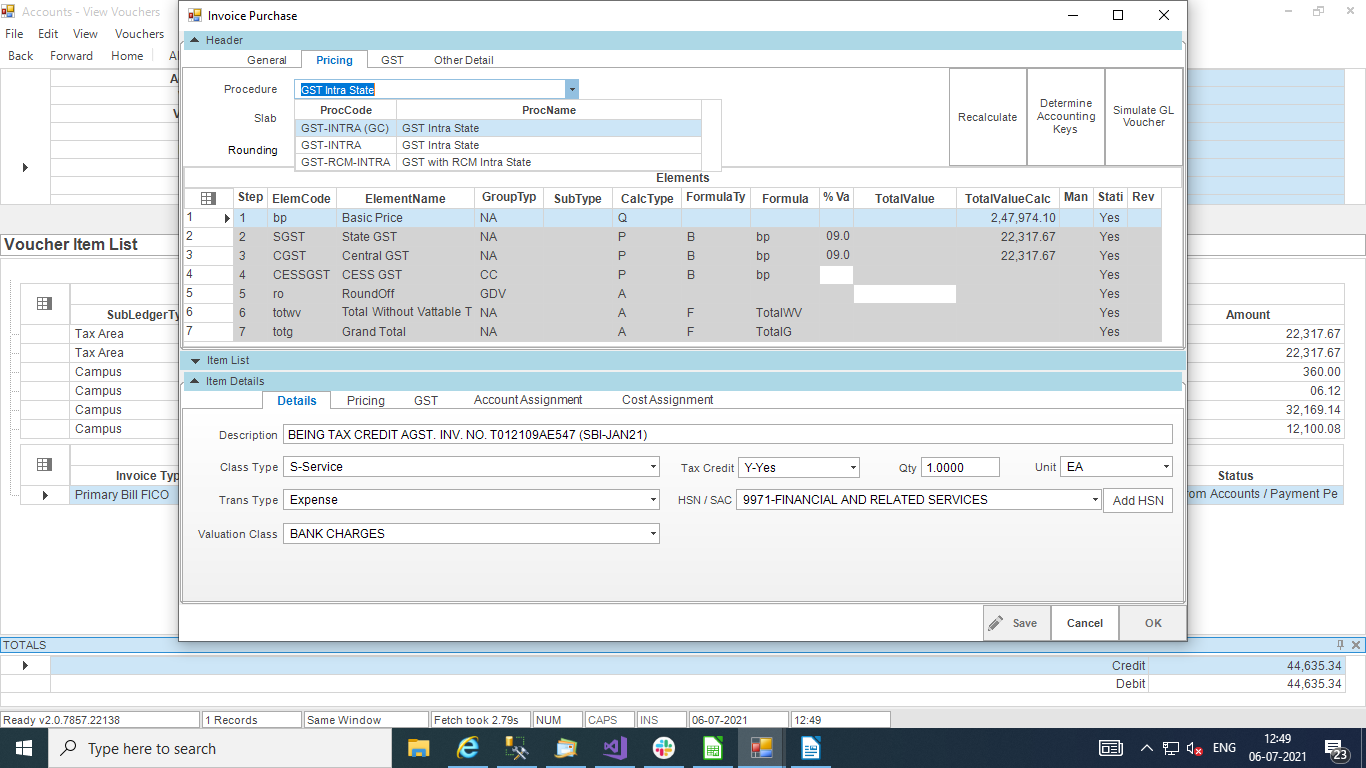 Accounts - View Vouchers
File Edit View Vouchers
Back Forward Home
Invoice Purchase
Header
General Pricing GST Other Detail
Procedure GST Intra State
Slab
Rounding
ProcCode ProcName
GST-INTRA (GC) GST Intra State
GST-INTRA GST Intra State
GST-RCM-INTRA GST with RCM Intra State
Recalculate
Determine
Accounting
Keys
Simulate GL
Voucher
Elements
Step ElemCode ElementName GroupTyp SubType CalcType FormulaTy Formula % Va TotalValue TotalValueCalc Man Stati Rev
1 1 bp Basic Price NA Q 2,47,974.10 Yes
2 2 SGST State GST NA P B bp 09.0 22,317.67 Yes
3 3 CGST Central GST NA P B bp 09.0 22,317.67 Yes
4 4 CESSGST CESS GST CC P B bp Yes
5 5 ro RoundOff GDV A Yes
6 6 totwv Total Without Vattable T NA A F TotalWV Yes
7 7 totg Grand Total NA A F TotalG Yes
Item List
Item Details
Details Pricing GST Account Assignment Cost Assignment
Description BEING TAX CREDIT AGST. INV. NO. T012109AE547 (SBI-JAN21)
Class Type S-Service Tax Credit Y-Yes Qty 1.0000 Unit EA
Trans Type Expense HSN / SAC 9971-FINANCIAL AND RELATED SERVICES Add HSN
Valuation Class BANK CHARGES
Save Cancel OK
Voucher Item List
SubLedgerTy Amount
Tax Area 22,317.67
Tax Area 22,317.67
Campus 360.00
Campus 06.12
Campus 32,169.14
Campus 12,100.08
Invoice Typ Status
Primary Bill FICO om Accounts / Payment Pe
TOTALS
Credit 44,635.34
Debit 44,635.34
Ready v2.0.7857.22138 1 Records Same Window Fetch took 2.79s NUM CAPS INS 06-07-2021 12:49
Type here to search
ENG
12:49
06-07-2021
23